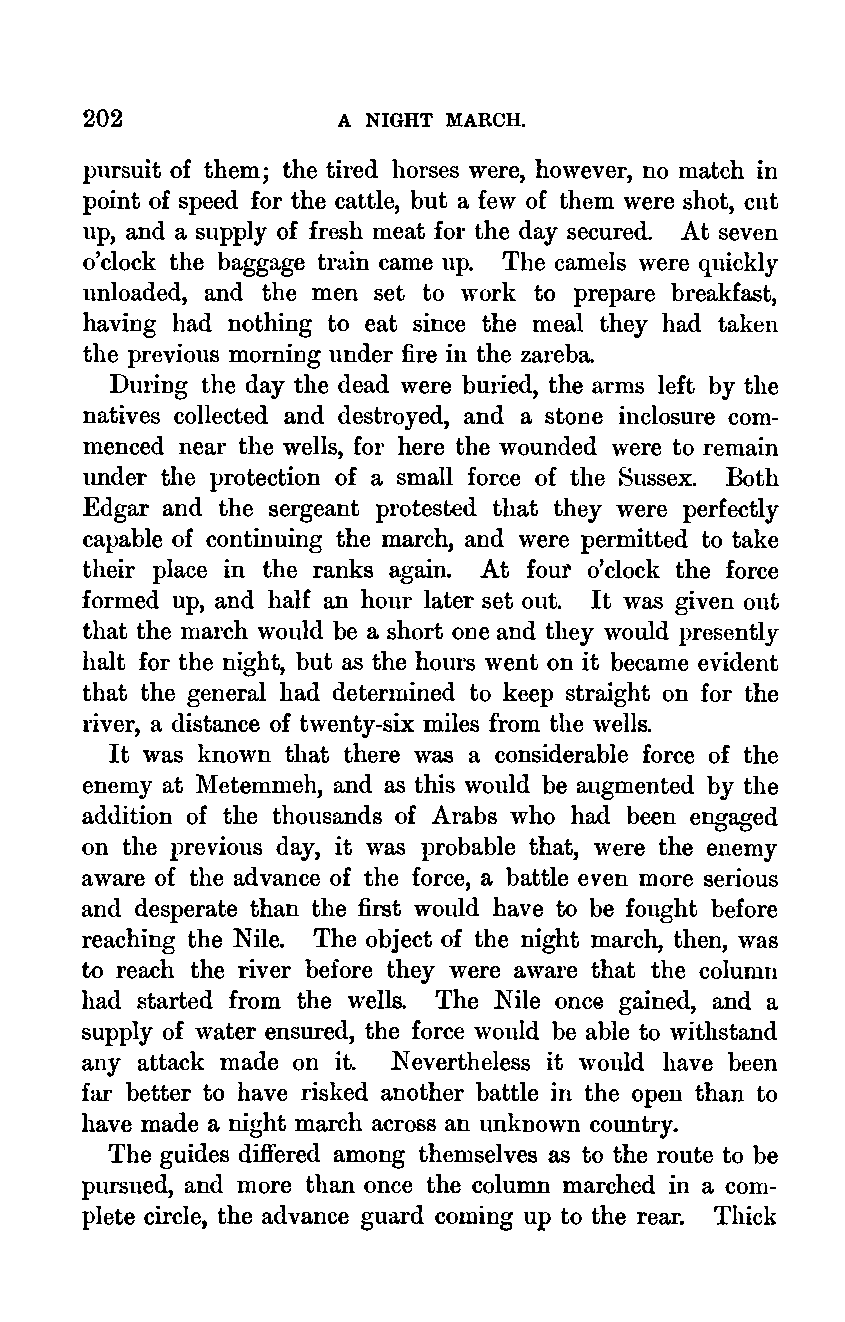 202 A NIGHT MARCH.
pursuit of them; the tired horses were, however, no match in
point of speed for the cattle, but a few of them were shot, cut
up, and a supply of fresh meat for the day secured. At seven
o'clock the baggage train came up. The camels were quickly
unloaded, and the men set to work to prepare breakfast,
having had nothing to eat since the meal they had taken
the previous morning under fire in the zareba.
During the day the dead were buried, the arms left by the
natives collected and destroyed, and a stone inclosure com-
menced near the wells, for here the wounded were to remain
under the protection of a small force of the Sussex. Both
Edgar and the sergeant protested that they were perfectly
capable of continuing the march, and were permitted to take
their place in the ranks again. At four o'clock the force
formed up, and half an hour later set out. It was given out
that the march would be a short one and they would presently
halt for the night, but as the hours went on it became evident
that the general had determined to keep straight on for the
river, a distance of twenty-six miles from the wells.
It was known that there was a considerable force of the
enemy at Metemmeh, and as this would be augmented by the
addition of the thousands of Arabs who had been engaged
on the previous day, it was probable that, were the enemy
aware of the advance of the force, a battle even more serious
and desperate than the first would have to be fought before
reaching the Nile. The object of the night march, then, was
to reach the river before they were aware that the column
had started from the wells. The Nile once gained, and a
supply of water ensured, the force would be able to withstand
any attack made on it. Nevertheless it would have been
far better to have risked another battle in the open than to
have made a night march across an unknown country.
The guides differed among themselves as to the route to be
pursued, and more than once the column marched in a com-
plete circle, the advance guard coming up to the rear. Thick